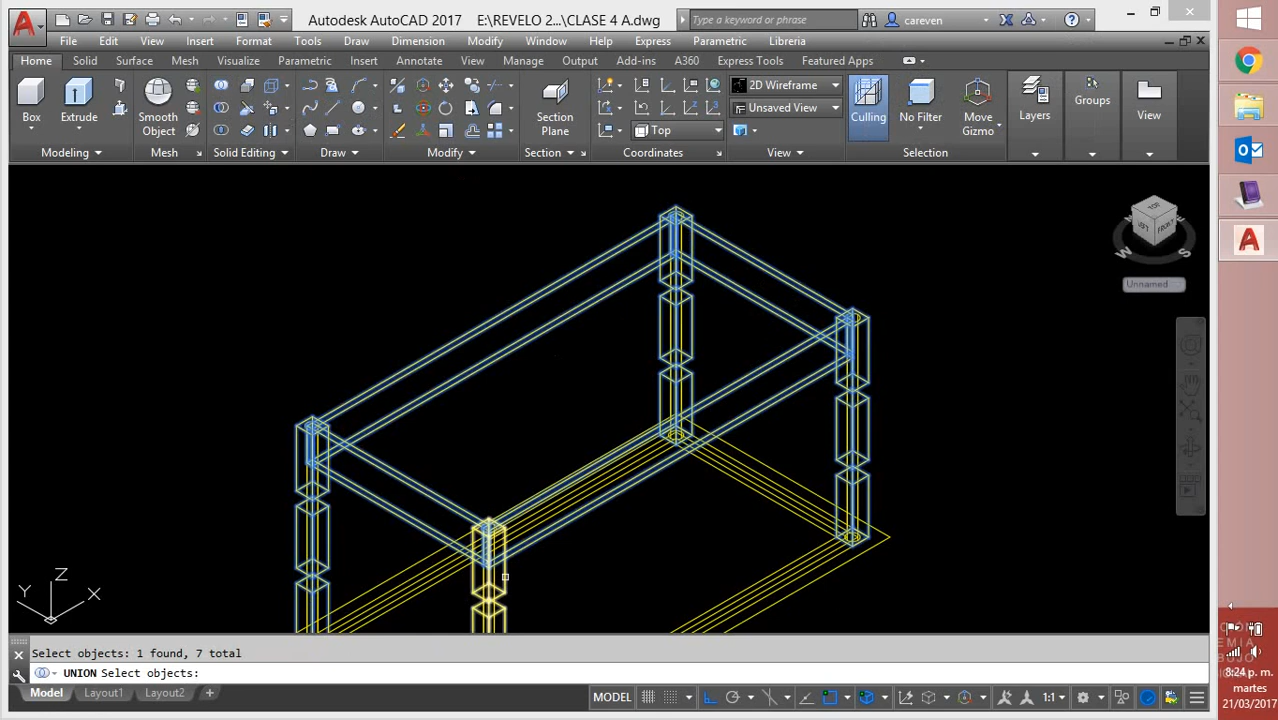 Autodesk AutoCAD 2017 E:\REVELO 2...\CLASE 4 A.dwg
Type a keyword or phrase
careven
File Edit View Insert Format Tools Draw Dimension Modify Window Help Express Parametric Libreria
Home Solid Surface Mesh Visualize Parametric Insert Annotate View Manage Output Add-ins A360 Express Tools Featured Apps
2D Wireframe
Unsaved View
Top
Box Extrude Smooth Object Section Plane Culling No Filter Move Gizmo Layers Groups View
Modeling Mesh Solid Editing Draw Modify Section Coordinates View Selection
TOP
LEFT FRONT
W S
Unnamed
Z
Y X
Select objects: 1 found, 7 total
UNION Select objects:
Model Layout1 Layout2 +
MODEL 1:1
8:24 p. m.
martes
21/03/2017